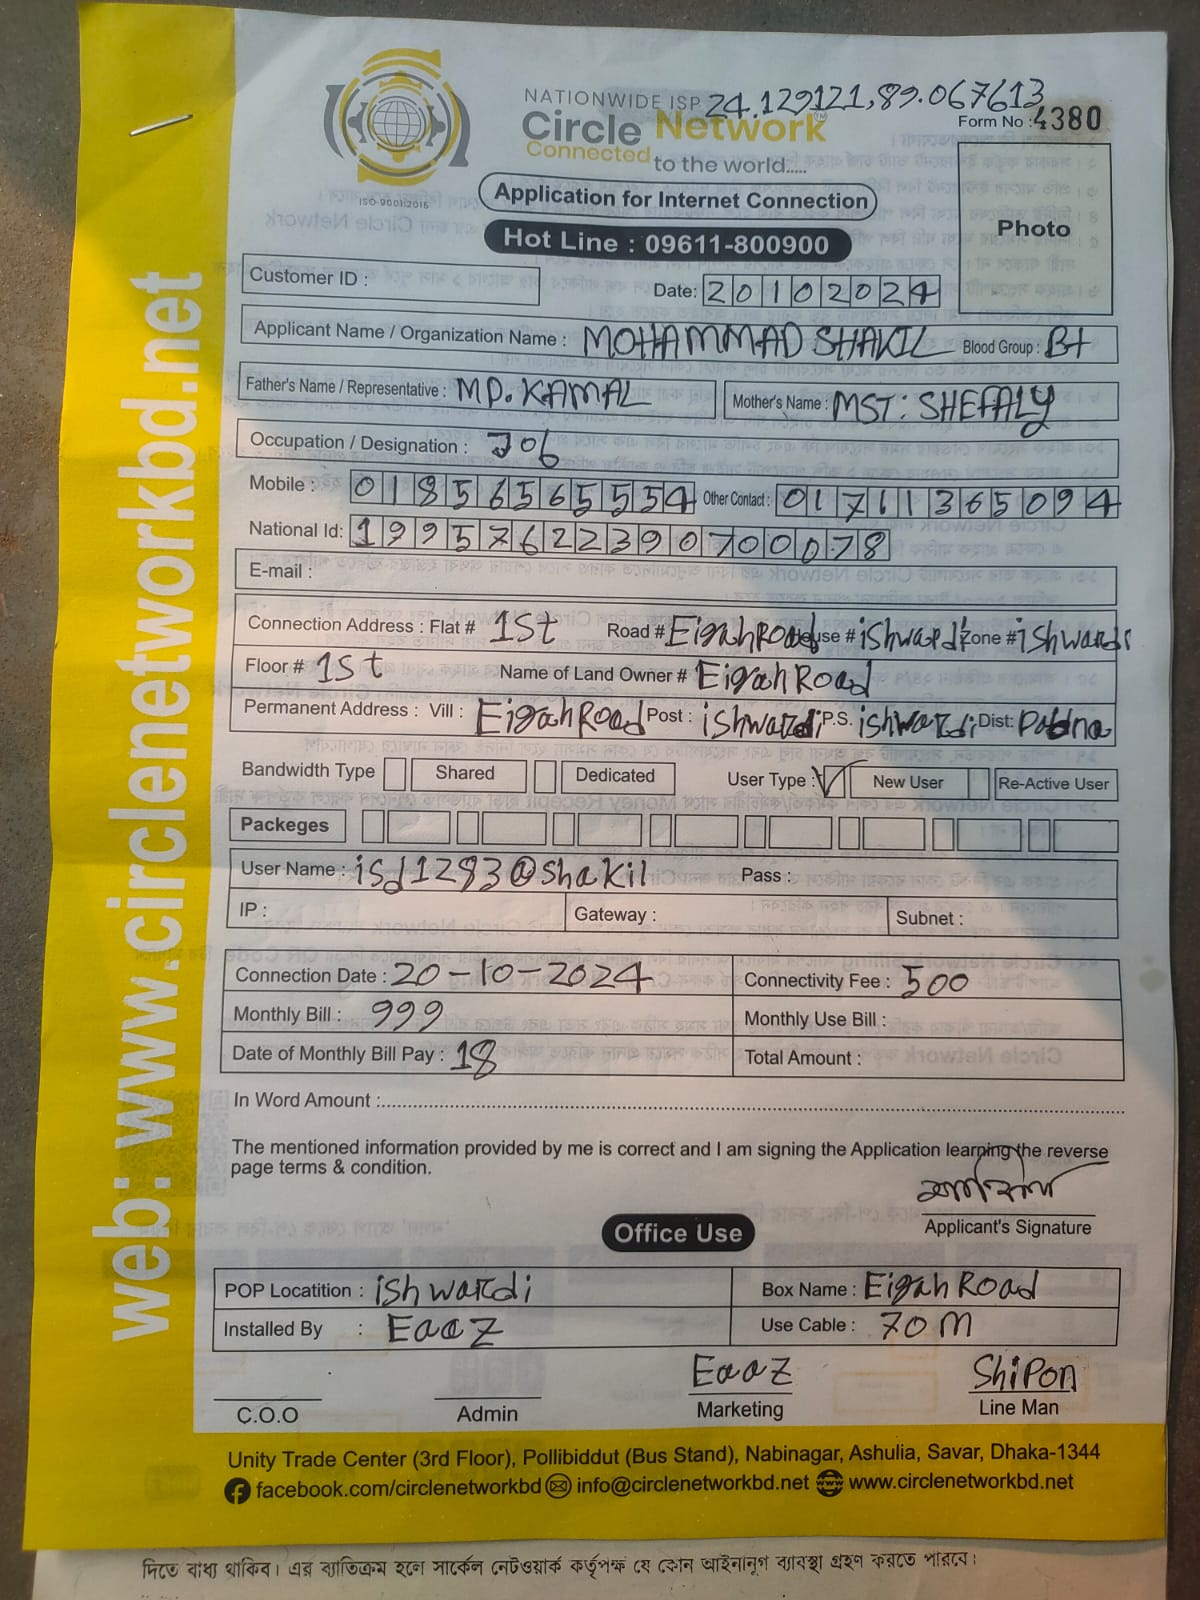 NATIONWIDE ISP 24.129121,89.067613
Circle Network™
Form No : 4380
Connected to the world.....
ISO 9001:2015
Application for Internet Connection
Photo
Hot Line : 09611-800900
Customer ID :
Date: 20102024
Applicant Name / Organization Name : MOHAMMAD SHAKIL Blood Group : B+
Father's Name / Representative : MD. KAMAL Mother's Name : MST: SHEFALY
Occupation / Designation : Job
Mobile : 01856565554 Other Contact : 01711365094
National Id: 19957622390700078
E-mail :
Connection Address : Flat # 1St Road # Eigah Road House # ishwardi Zone # iShwardi
Floor # 1St Name of Land Owner # Eigah Road
Permanent Address : Vill : Eigah Road Post : ishwardi P.S. ishwardi Dist: Pabna
Bandwidth Type Shared Dedicated User Type : New User Re-Active User
Packeges
User Name : isd1283@shakil Pass :
IP : Gateway : Subnet :
Connection Date : 20-10-2024 Connectivity Fee : 500
Monthly Bill : 999 Monthly Use Bill :
Date of Monthly Bill Pay : 18 Total Amount :
In Word Amount :
The mentioned information provided by me is correct and I am signing the Application learning the reverse
page terms & condition.
Applicant's Signature
Office Use
POP Locatition : ishwardi Box Name : Eigah Road
Installed By : Eaaz Use Cable : 70 M
Eaaz Shipon
C.O.O Admin Marketing Line Man
Unity Trade Center (3rd Floor), Pollibiddut (Bus Stand), Nabinagar, Ashulia, Savar, Dhaka-1344
facebook.com/circlenetworkbd info@circlenetworkbd.net www.circlenetworkbd.net
web: www.circlenetworkbd.net
দিতে বাধ্য থাকিব। এর ব্যতিক্রম হলে সার্কেল নেটওয়ার্ক কর্তৃপক্ষ যে কোন আইনানুগ ব্যবস্থা গ্রহণ করতে পারবে।